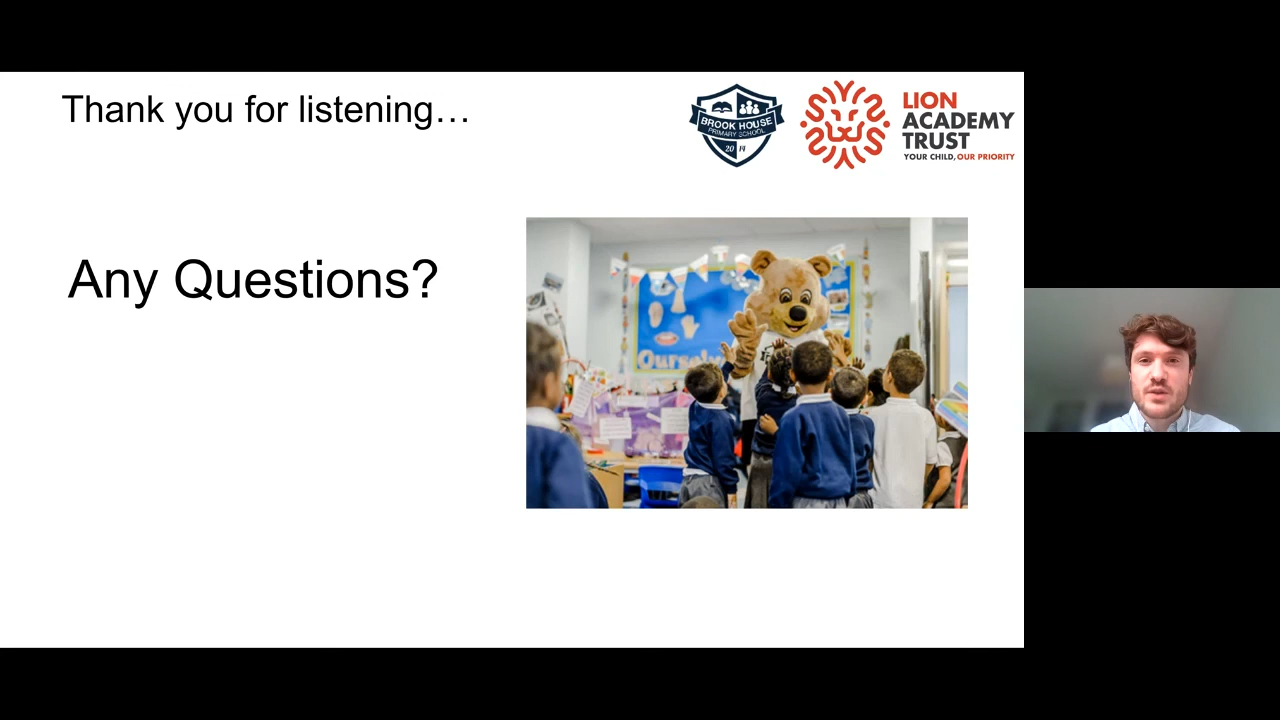 Thank you for listening…
BROOK HOUSE
PRIMARY SCHOOL
20 14
LION
ACADEMY
TRUST
YOUR CHILD, OUR PRIORITY
Any Questions?